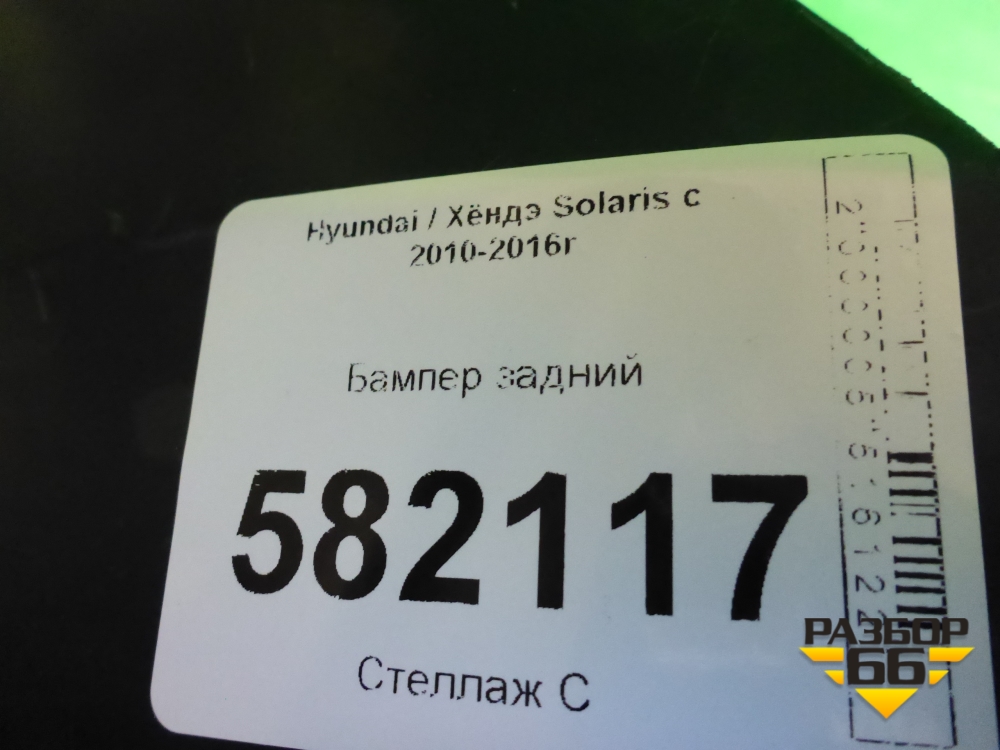 Hyundai / Хёндэ Solaris с
2010-2016г
Бампер задний
582117
Стеллаж С
РАЗБОР
66